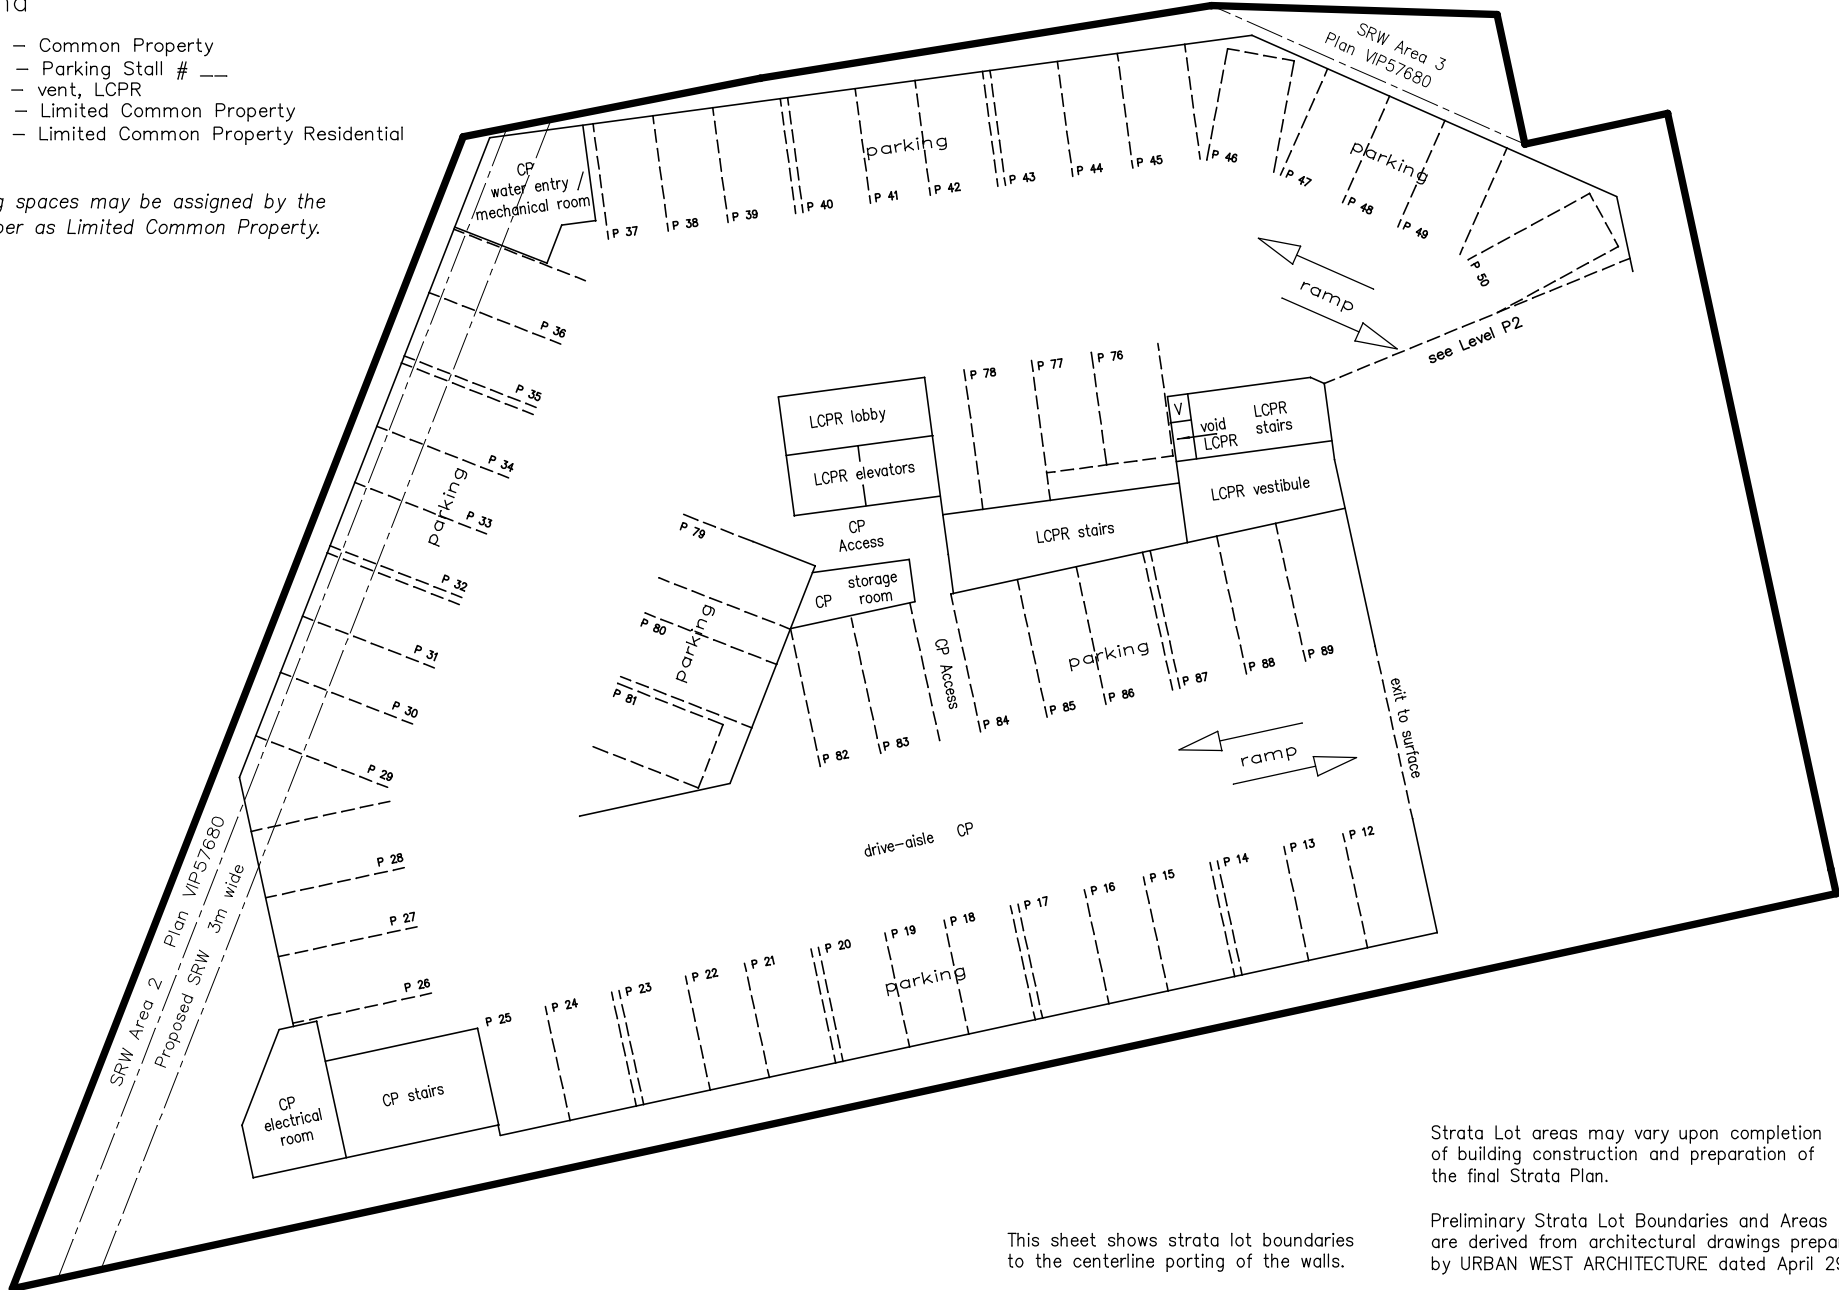 – Common Property
– Parking Stall # __
– vent, LCPR
– Limited Common Property
– Limited Common Property Residential
spaces may be assigned by the
as Limited Common Property.
SRW Area 3
Plan VIP57680
CP
water entry /
mechanical room
P 37
P 38
P 39
P 40
parking
P 41
P 42
P 43
P 44
P 45
P 46
P 47
parking
P 48
P 49
P 50
ramp
see Level P2
P 36
P 35
P 34
parking
P 33
P 32
P 31
P 30
P 29
P 28
P 27
P 26
P 78
P 77
P 76
LCPR lobby
LCPR elevators
CP
Access
V
void
LCPR
LCPR
stairs
LCPR vestibule
LCPR stairs
P 79
P 80
parking
P 81
storage
CP room
CP Access
P 82
P 83
P 84
P 85
P 86
parking
P 87
P 88
P 89
exit to surface
ramp
drive–aisle CP
P 25
P 24
P 23
P 22
P 21
P 20
P 19
parking
P 18
P 17
P 16
P 15
P 14
P 13
P 12
SRW Area 2 Plan VIP57680
Proposed SRW 3m wide
CP
electrical
room
CP stairs
This sheet shows strata lot boundaries
to the centerline porting of the walls.
Strata Lot areas may vary upon completion
of building construction and preparation of
the final Strata Plan.
Preliminary Strata Lot Boundaries and Areas
are derived from architectural drawings
by URBAN WEST ARCHITECTURE dated April